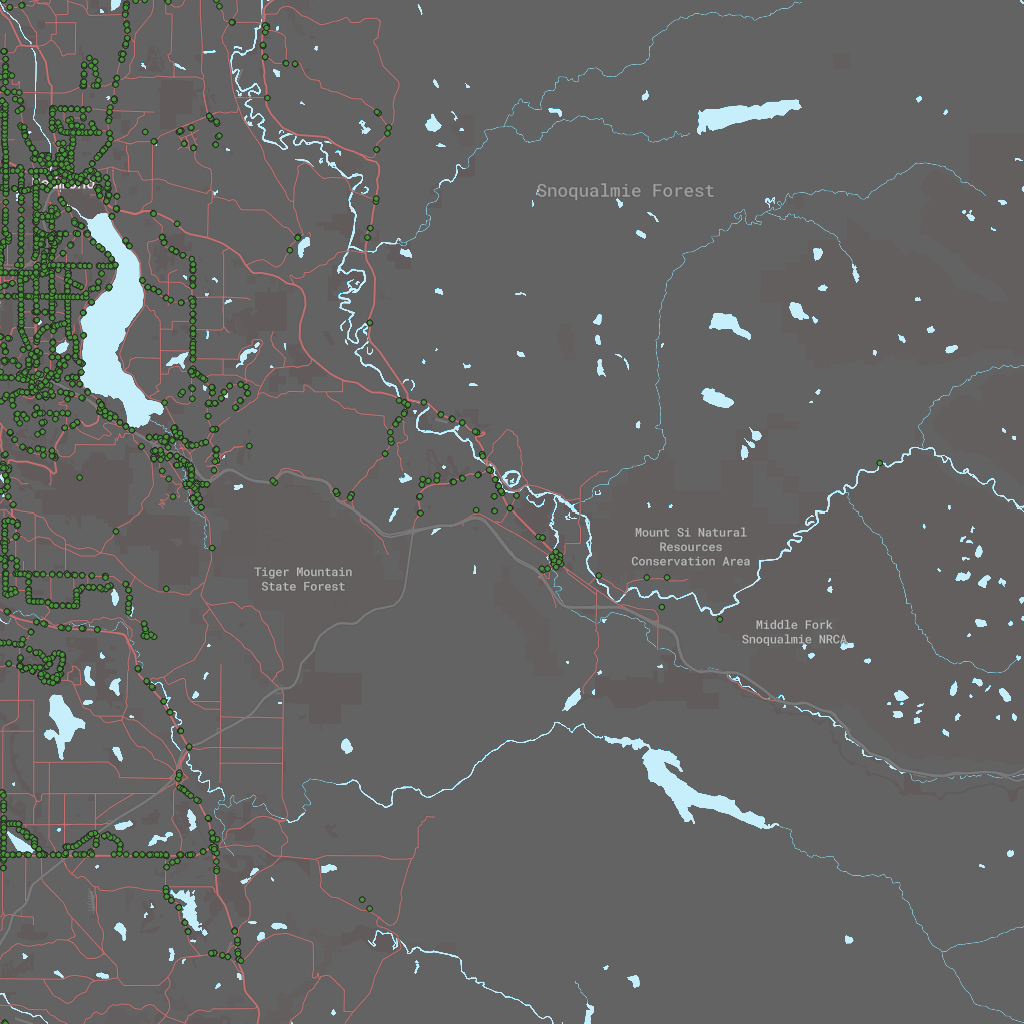 Snoqualmie Forest
Mount Si Natural
Resources
Conservation Area
Tiger Mountain
State Forest
Middle Fork
Snoqualmie NRCA